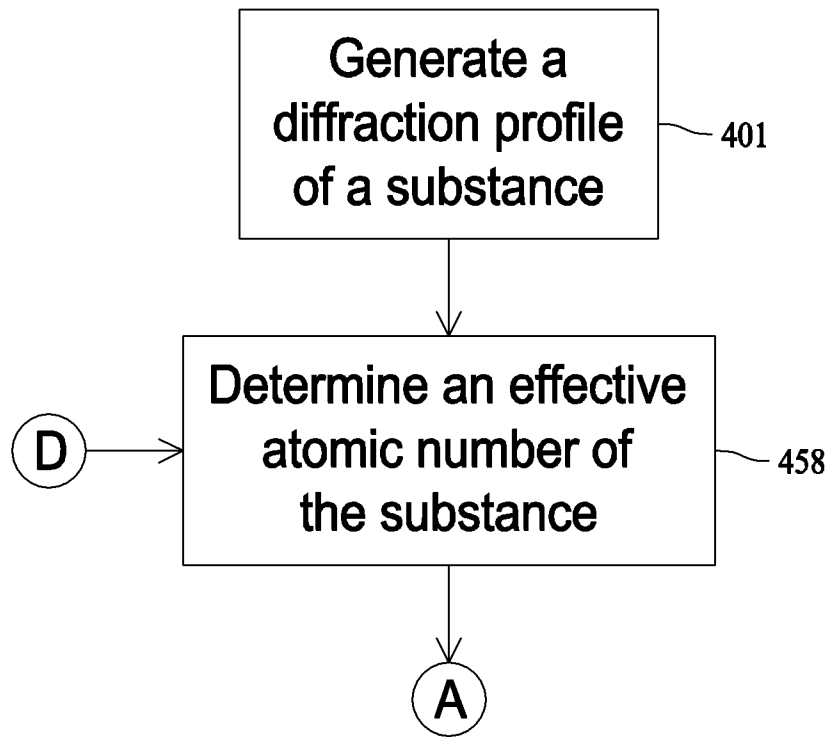 Generate a
diffraction profile
of a substance
401
Determine an effective
atomic number of
the substance
D
458
A